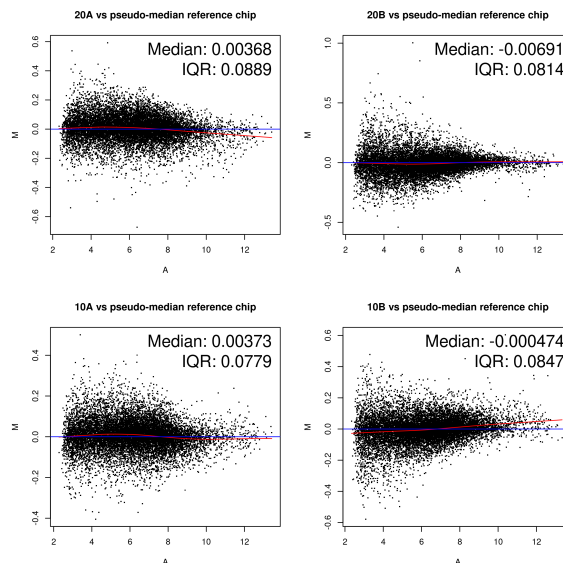 20A vs pseudo-median reference chip
Median: 0.00368
IQR: 0.0889
0.6
0.4
0.2
0.0
-0.2
-0.4
-0.6
M
2 4 6 8 10 12
A
20B vs pseudo-median reference chip
Median: -0.00691
IQR: 0.0814
1.0
0.5
0.0
-0.5
M
2 4 6 8 10 12
A
10A vs pseudo-median reference chip
Median: 0.00373
IQR: 0.0779
0.4
0.2
0.0
-0.2
-0.4
M
2 4 6 8 10 12
A
10B vs pseudo-median reference chip
Median: -0.000474
IQR: 0.0847
0.6
0.4
0.2
0.0
-0.2
-0.4
-0.6
M
2 4 6 8 10 12
A